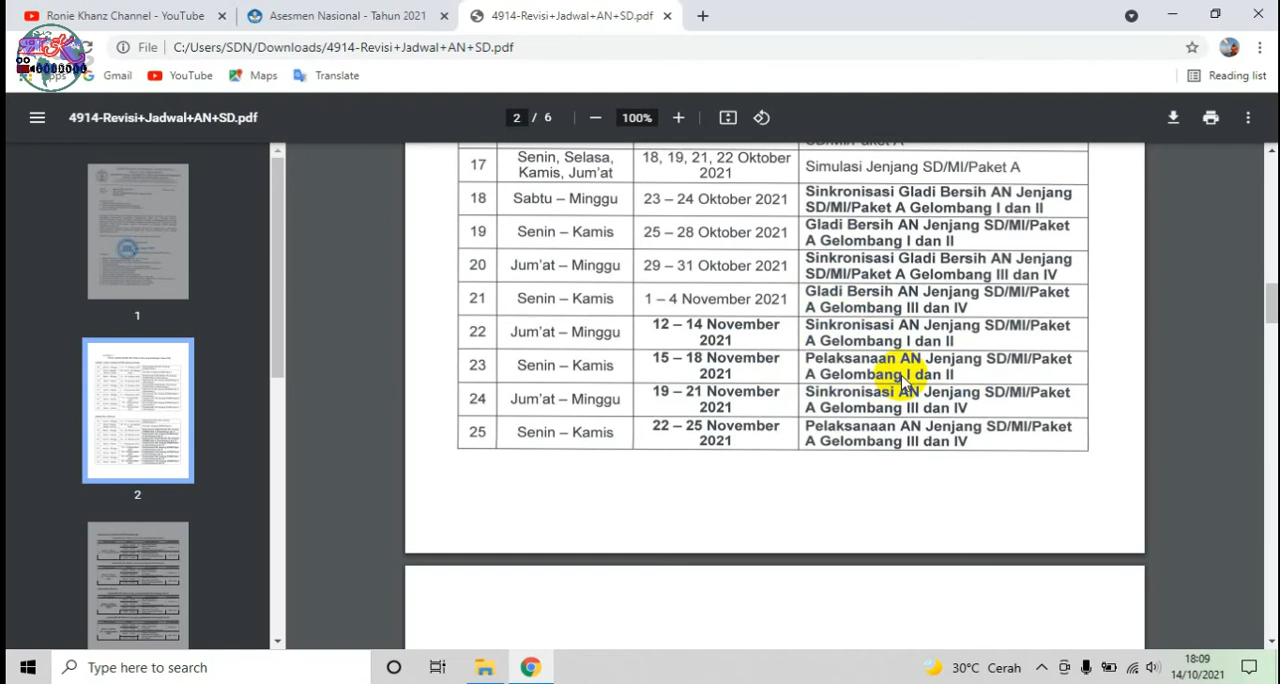 Ronie Khanz Channel - YouTube
Asesmen Nasional - Tahun 2021
4914-Revisi+Jadwal+AN+SD.pdf
File
C:/Users/SDN/Downloads/4914-Revisi+Jadwal+AN+SD.pdf
Gmail
YouTube
Maps
Translate
Reading list
4914-Revisi+Jadwal+AN+SD.pdf
2 / 6
100%
17
Senin, Selasa,
Kamis, Jum'at
18, 19, 21, 22 Oktober
2021
Simulasi Jenjang SD/MI/Paket A
18
Sabtu – Minggu
23 – 24 Oktober 2021
Sinkronisasi Gladi Bersih AN Jenjang
SD/MI/Paket A Gelombang I dan II
19
Senin – Kamis
25 – 28 Oktober 2021
Gladi Bersih AN Jenjang SD/MI/Paket
A Gelombang I dan II
20
Jum'at – Minggu
29 – 31 Oktober 2021
Sinkronisasi Gladi Bersih AN Jenjang
SD/MI/Paket A Gelombang III dan IV
21
Senin – Kamis
1 – 4 November 2021
Gladi Bersih AN Jenjang SD/MI/Paket
A Gelombang III dan IV
22
Jum'at – Minggu
12 – 14 November
2021
Sinkronisasi AN Jenjang SD/MI/Paket
A Gelombang I dan II
23
Senin – Kamis
15 – 18 November
2021
Pelaksanaan AN Jenjang SD/MI/Paket
A Gelombang I dan II
24
Jum'at – Minggu
19 – 21 November
2021
Sinkronisasi AN Jenjang SD/MI/Paket
A Gelombang III dan IV
25
Senin – Kamis
22 – 25 November
2021
Pelaksanaan AN Jenjang SD/MI/Paket
A Gelombang III dan IV
1
2
Type here to search
30°C Cerah
18:09
14/10/2021